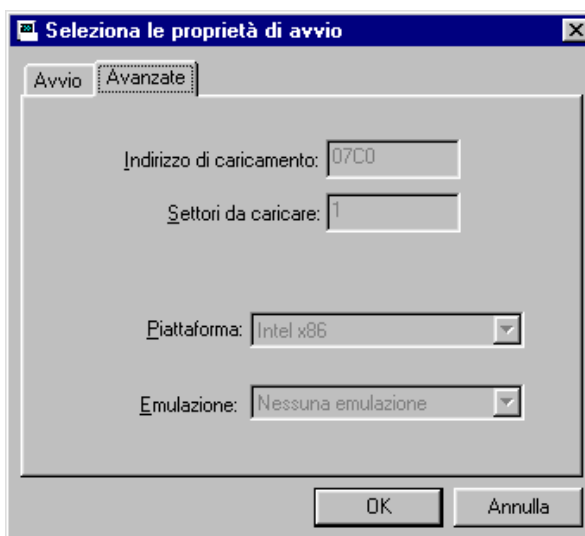 Seleziona le proprietà di avvio
Avvio Avanzate
Indirizzo di caricamento: 07C0
Settori da caricare: 1
Piattaforma: Intel x86
Emulazione: Nessuna emulazione
OK Annulla